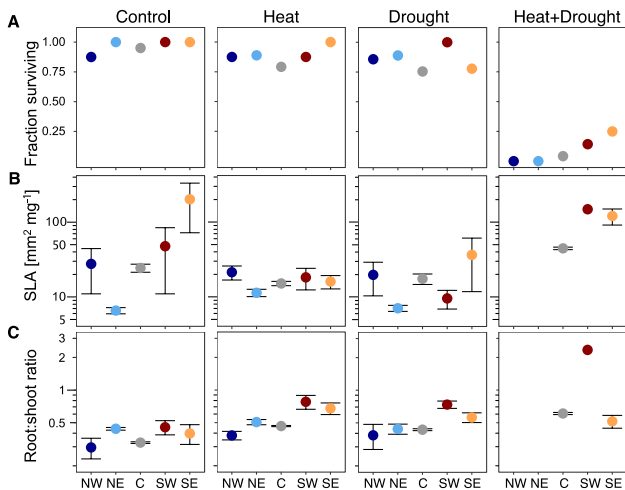 Control Heat Drought Heat+Drought
A
Fraction surviving
1.00
0.75
0.50
0.25
B
SLA [mm² mg⁻¹]
100
50
10
5
C
Root:shoot ratio
3
2
1
0.5
NW NE C SW SE NW NE C SW SE NW NE C SW SE NW NE C SW SE